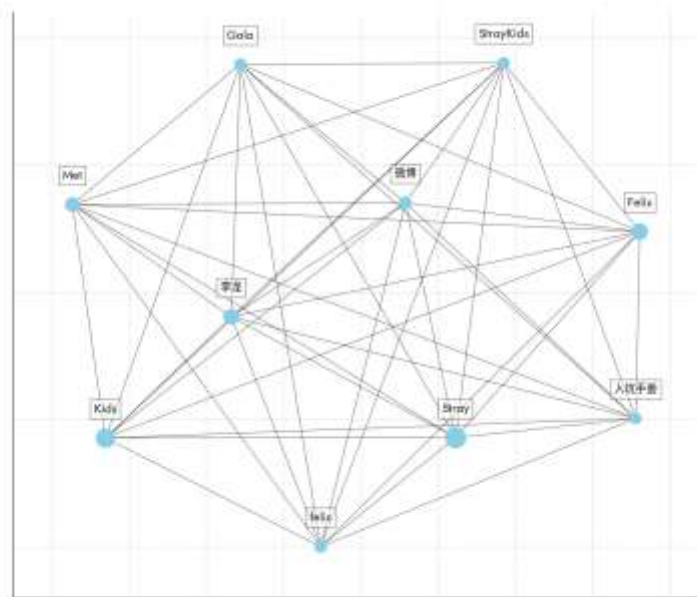 Gala
StrayKids
Met
微博
Felix
李龙
Kids
Stray
felix